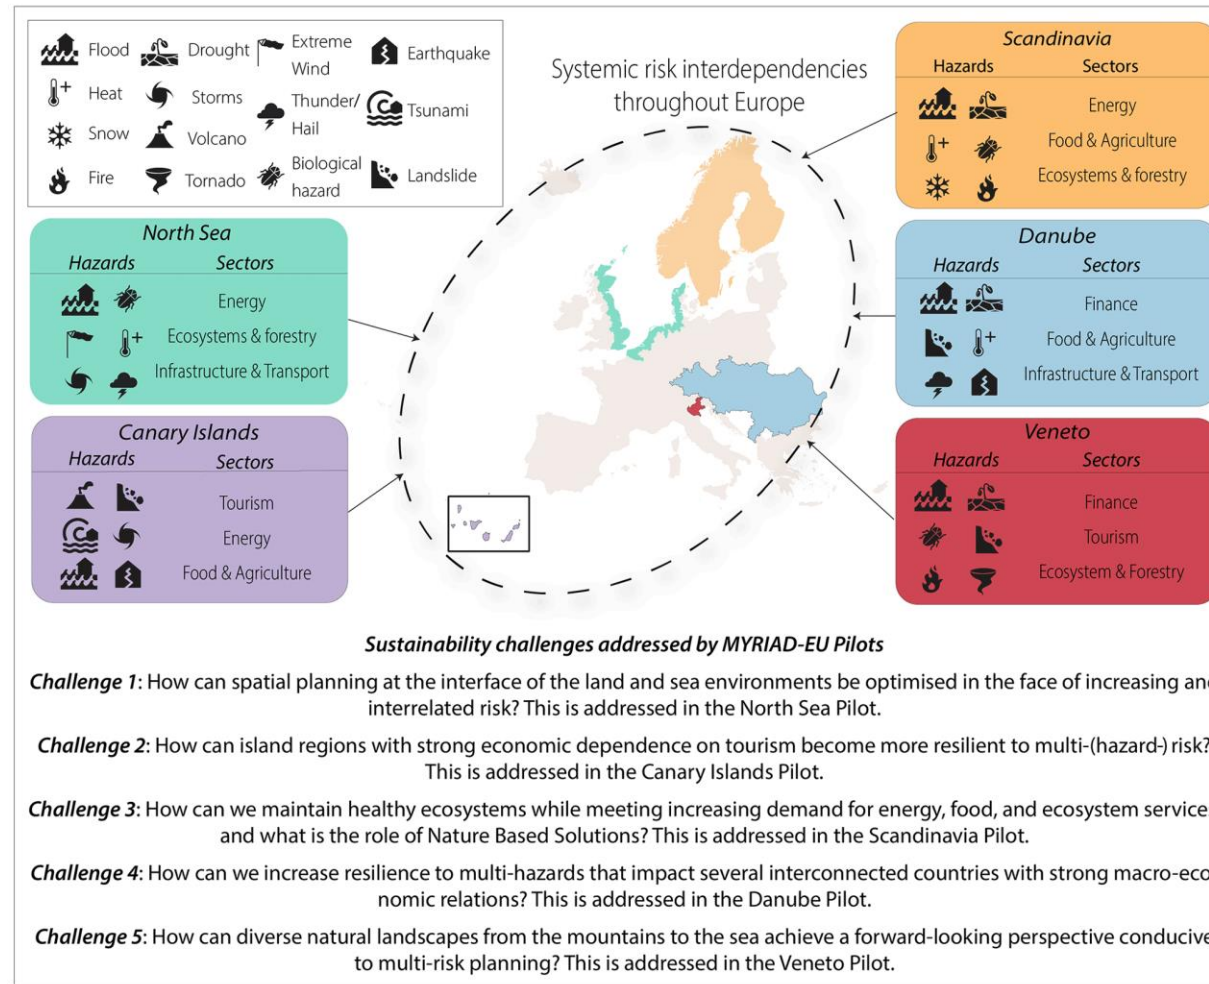 Flood
Drought
Extreme
Wind
Earthquake
Heat
Storms
Thunder/
Hail
Tsunami
Snow
Volcano
Fire
Tornado
Biological
hazard
Landslide
Systemic risk interdependencies
throughout Europe
Scandinavia
Hazards Sectors
Energy
Food & Agriculture
Ecosystems & forestry
North Sea
Hazards Sectors
Energy
Ecosystems & forestry
Infrastructure & Transport
Danube
Hazards Sectors
Finance
Food & Agriculture
Infrastructure & Transport
Canary Islands
Hazards Sectors
Tourism
Energy
Food & Agriculture
Veneto
Hazards Sectors
Finance
Tourism
Ecosystem & Forestry
Sustainability challenges addressed by MYRIAD-EU Pilots
Challenge 1: How can spatial planning at the interface of the land and sea environments be optimised in the face of increasing and
interrelated risk? This is addressed in the North Sea Pilot.
Challenge 2: How can island regions with strong economic dependence on tourism become more resilient to multi-(hazard-) risk?
This is addressed in the Canary Islands Pilot.
Challenge 3: How can we maintain healthy ecosystems while meeting increasing demand for energy, food, and ecosystem services
and what is the role of Nature Based Solutions? This is addressed in the Scandinavia Pilot.
Challenge 4: How can we increase resilience to multi-hazards that impact several interconnected countries with strong macro-eco
nomic relations? This is addressed in the Danube Pilot.
Challenge 5: How can diverse natural landscapes from the mountains to the sea achieve a forward-looking perspective conducive
to multi-risk planning? This is addressed in the Veneto Pilot.